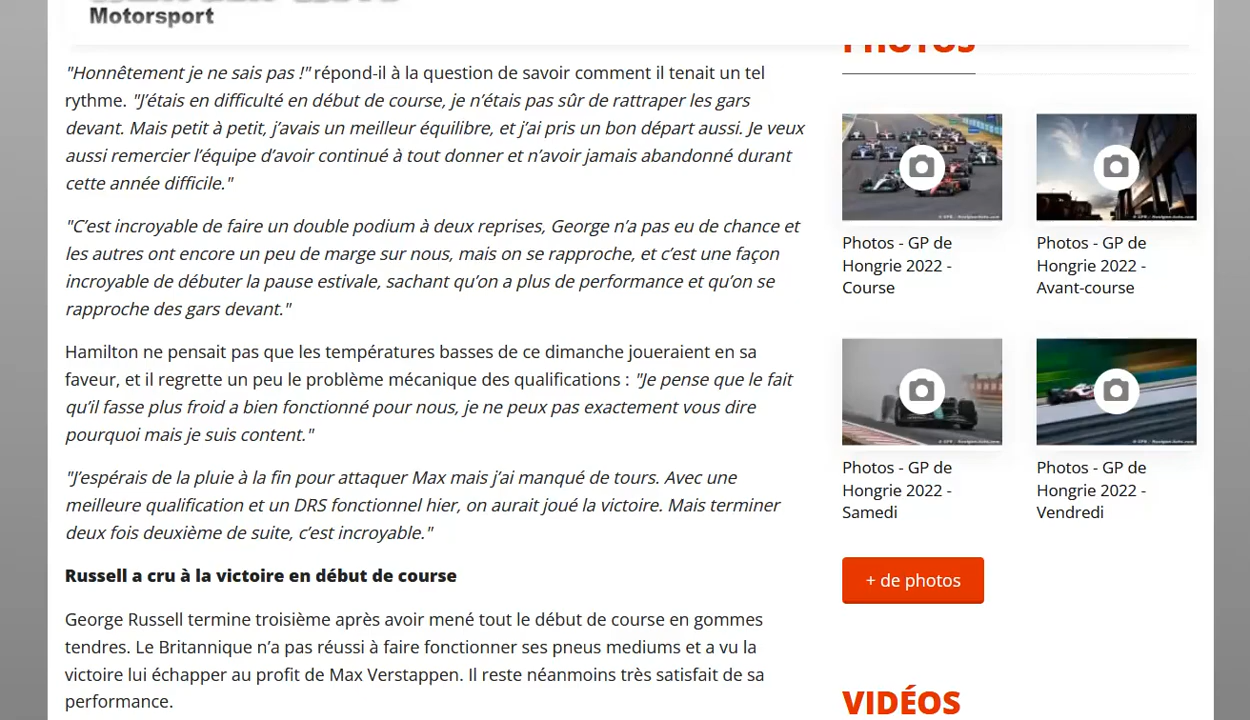 Motorsport
"Honnêtement je ne sais pas !" répond-il à la question de savoir comment il tenait un tel
rythme. "J’étais en difficulté en début de course, je n’étais pas sûr de rattraper les gars
devant. Mais petit à petit, j’avais un meilleur équilibre, et j’ai pris un bon départ aussi. Je veux
aussi remercier l’équipe d’avoir continué à tout donner et n’avoir jamais abandonné durant
cette année difficile."
"C’est incroyable de faire un double podium à deux reprises, George n’a pas eu de chance et
les autres ont encore un peu de marge sur nous, mais on se rapproche, et c’est une façon
incroyable de débuter la pause estivale, sachant qu’on a plus de performance et qu’on se
rapproche des gars devant."
Hamilton ne pensait pas que les températures basses de ce dimanche joueraient en sa
faveur, et il regrette un peu le problème mécanique des qualifications : "Je pense que le fait
qu’il fasse plus froid a bien fonctionné pour nous, je ne peux pas exactement vous dire
pourquoi mais je suis content."
"J’espérais de la pluie à la fin pour attaquer Max mais j’ai manqué de tours. Avec une
meilleure qualification et un DRS fonctionnel hier, on aurait joué la victoire. Mais terminer
deux fois deuxième de suite, c’est incroyable."
Russell a cru à la victoire en début de course
George Russell termine troisième après avoir mené tout le début de course en gommes
tendres. Le Britannique n’a pas réussi à faire fonctionner ses pneus mediums et a vu la
victoire lui échapper au profit de Max Verstappen. Il reste néanmoins très satisfait de sa
performance.
PHOTOS
Photos - GP de
Hongrie 2022 -
Course
Photos - GP de
Hongrie 2022 -
Avant-course
Photos - GP de
Hongrie 2022 -
Samedi
Photos - GP de
Hongrie 2022 -
Vendredi
+ de photos
VIDÉOS